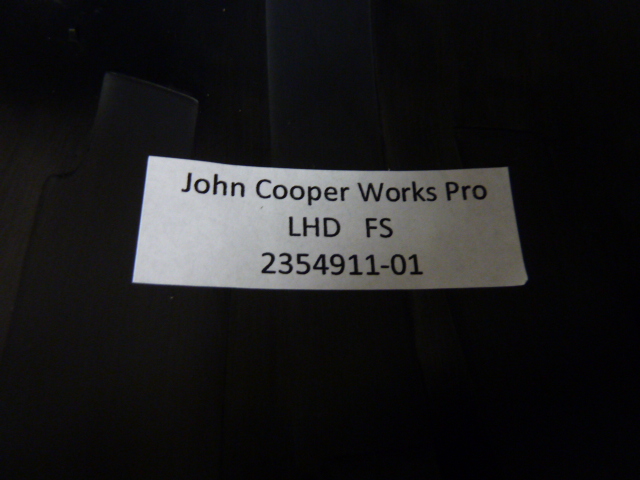 John Cooper Works Pro
LHD FS
2354911-01